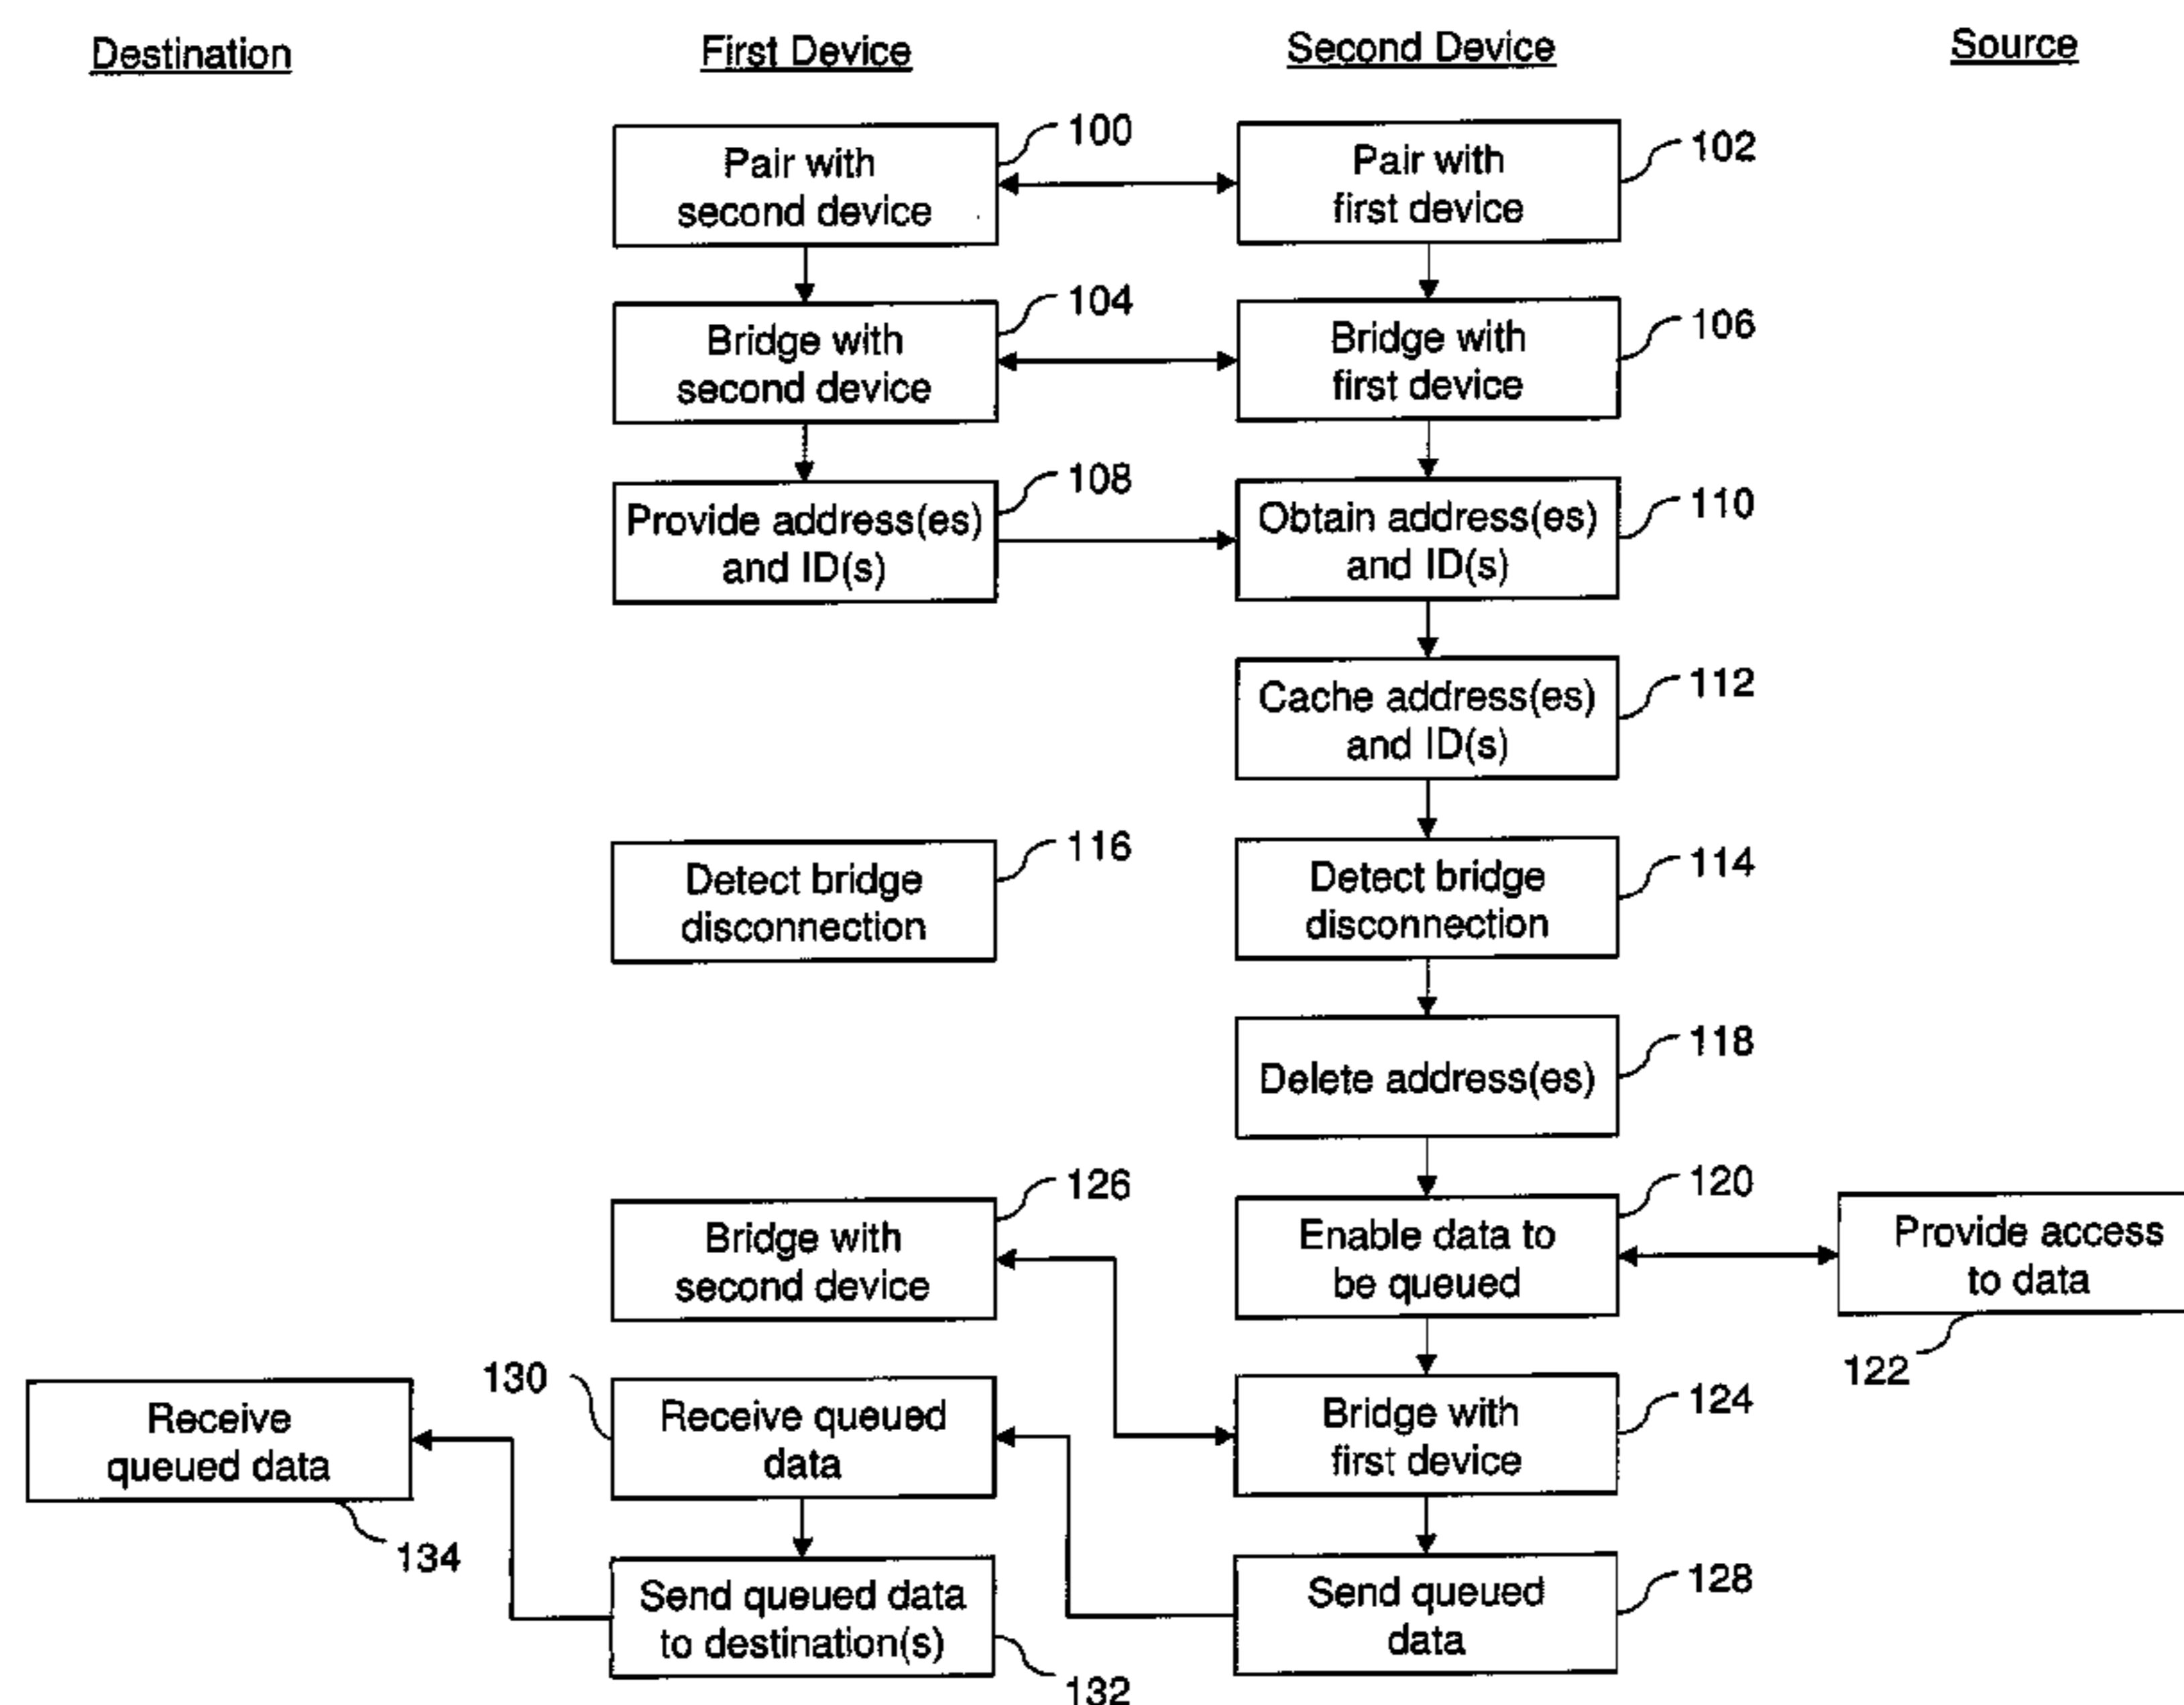 Destination
First Device
Second Device
Source
Pair with
second device
100
Pair with
first device
102
Bridge with
second device
104
Bridge with
first device
106
Provide address(es)
and ID(s)
108
Obtain address(es)
and ID(s)
110
Cache address(es)
and ID(s)
112
Detect bridge
disconnection
116
Detect bridge
disconnection
114
Delete address(es)
118
Bridge with
second device
126
Enable data to
be queued
120
Provide access
to data
122
Receive
queued data
134
Receive queued
data
130
Bridge with
first device
124
Send queued data
to destination(s)
132
Send queued
data
128